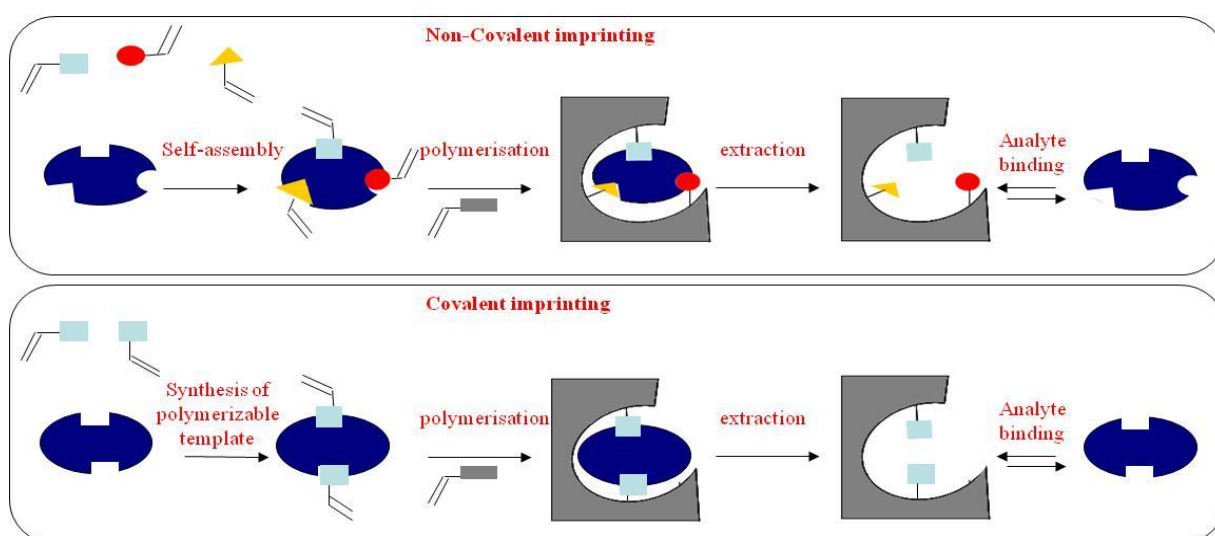 Non-Covalent imprinting
Self-assembly
polymerisation
extraction
Analyte
binding
Covalent imprinting
Synthesis of
polymerizable
template
polymerisation
extraction
Analyte
binding